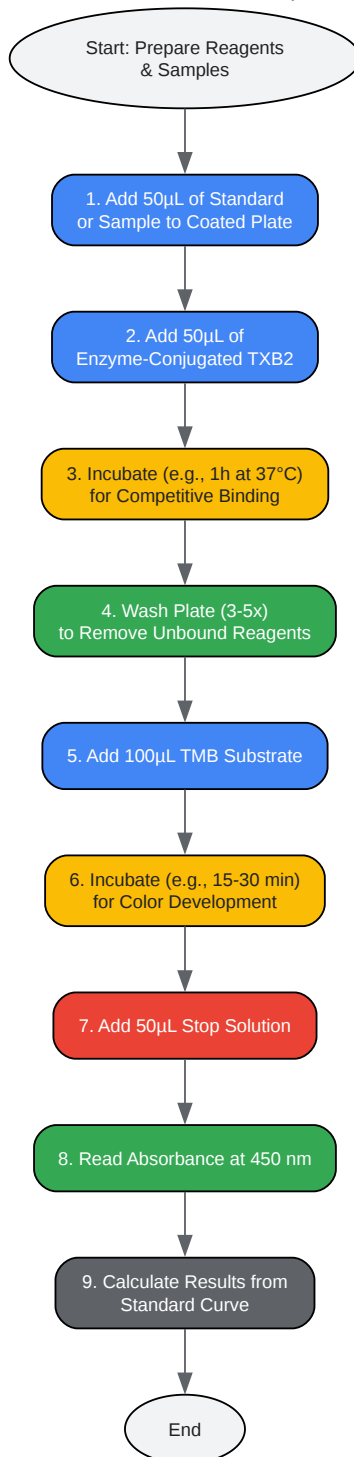 Start: Prepare Reagents
& Samples
1. Add 50µL of Standard
or Sample to Coated Plate
2. Add 50µL of
Enzyme-Conjugated TXB2
3. Incubate (e.g., 1h at 37°C)
for Competitive Binding
4. Wash Plate (3-5x)
to Remove Unbound Reagents
5. Add 100µL TMB Substrate
6. Incubate (e.g., 15-30 min)
for Color Development
7. Add 50µL Stop Solution
8. Read Absorbance at 450 nm
9. Calculate Results from
Standard Curve
End